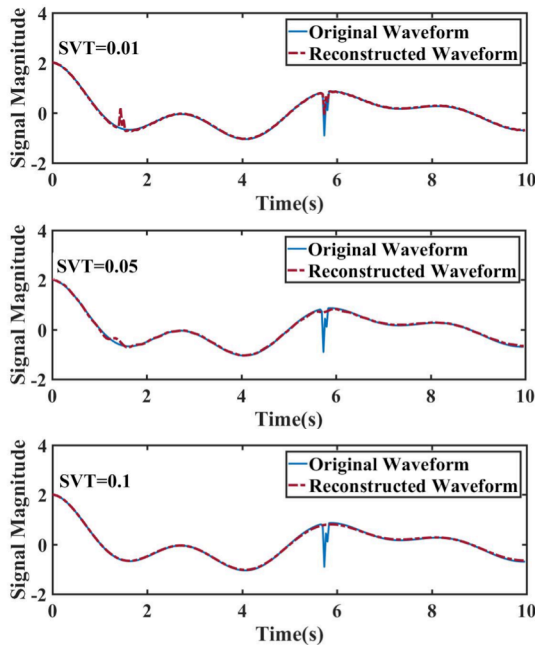 4
2
0
-2
Signal Magnitude
SVT=0.01
Original Waveform
Reconstructed Waveform
0 2 4 6 8 10
Time(s)
4
2
0
-2
Signal Magnitude
SVT=0.05
Original Waveform
Reconstructed Waveform
0 2 4 6 8 10
Time(s)
4
2
0
-2
Signal Magnitude
SVT=0.1
Original Waveform
Reconstructed Waveform
0 2 4 6 8 10
Time(s)